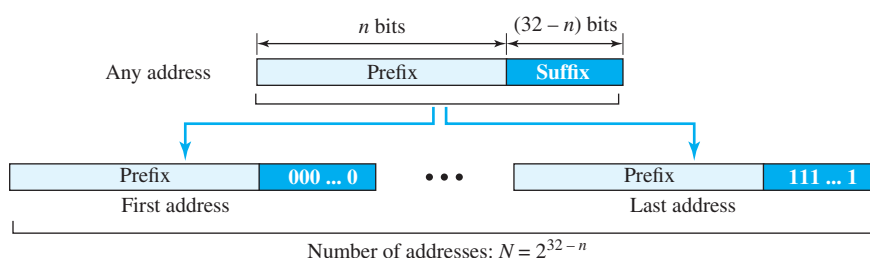 n bits (32 – n) bits
Any address Prefix Suffix
Prefix 000 ... 0 • • • Prefix 111 ... 1
First address Last address
Number of addresses: N = 2^{32 – n}